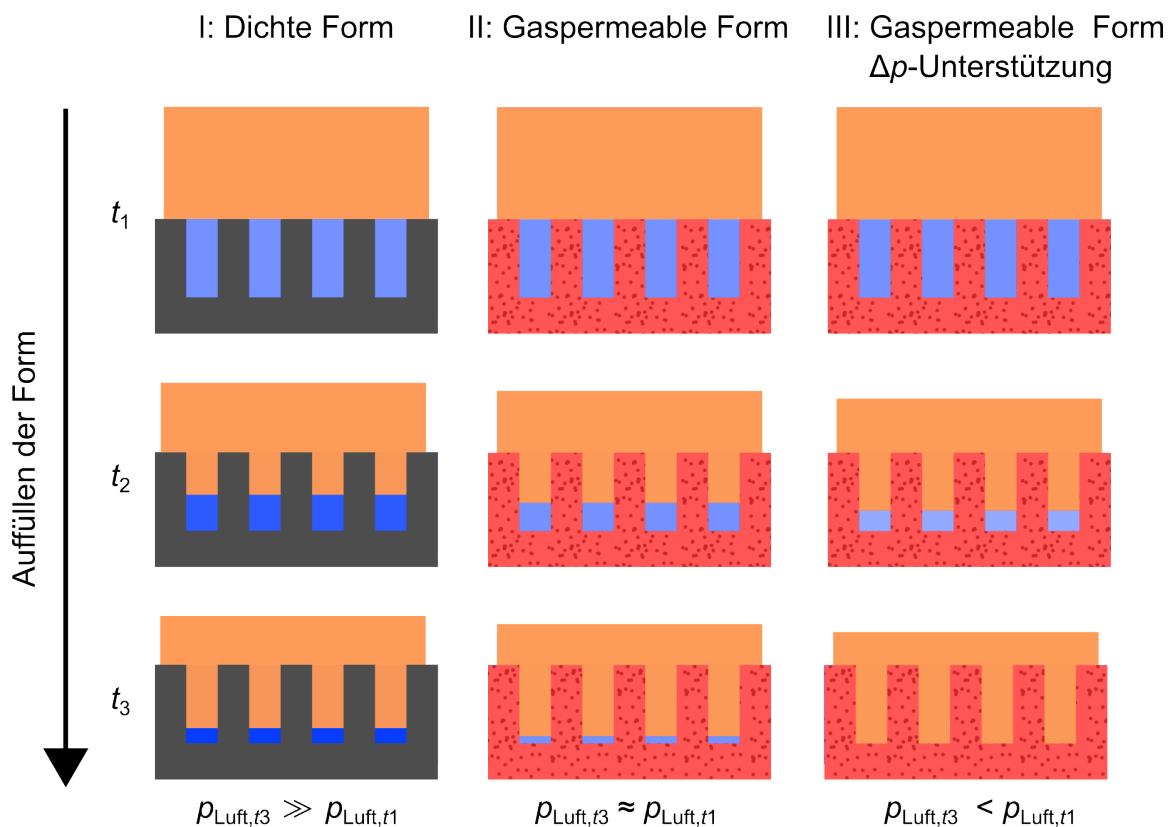 I: Dichte Form
II: Gaspermeable Form
III: Gaspermeable Form
Δp-Unterstützung
Auffüllen der Form
t1
t2
t3
pLuft,t3 ≫ pLuft,t1
pLuft,t3 ≈ pLuft,t1
pLuft,t3 < pLuft,t1